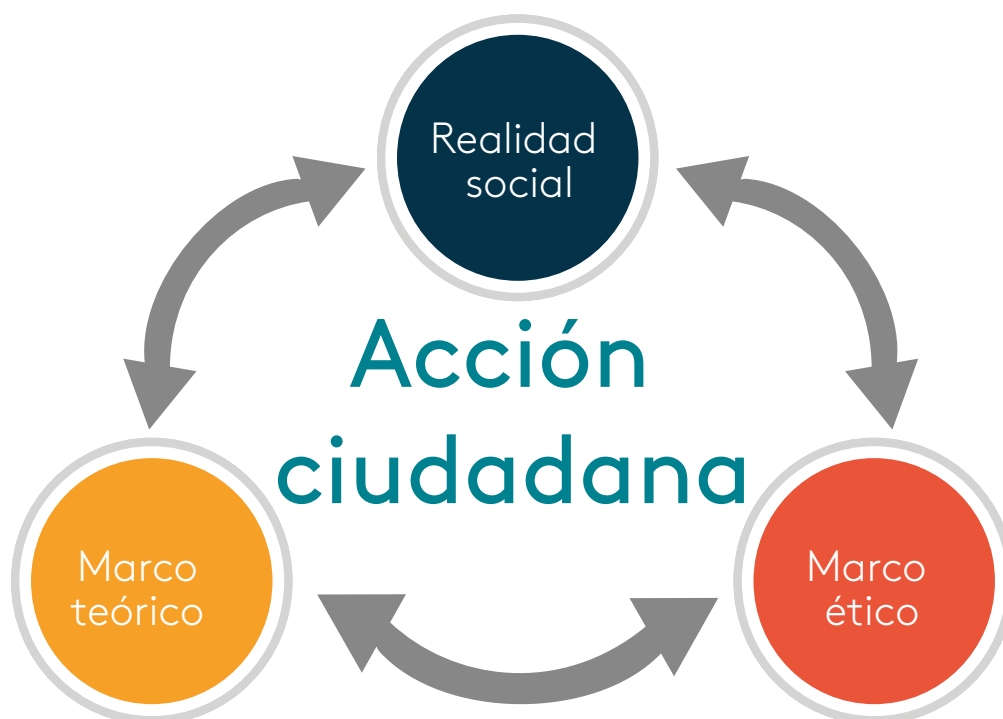 Realidad
social
Acción
ciudadana
Marco
teórico
Marco
ético